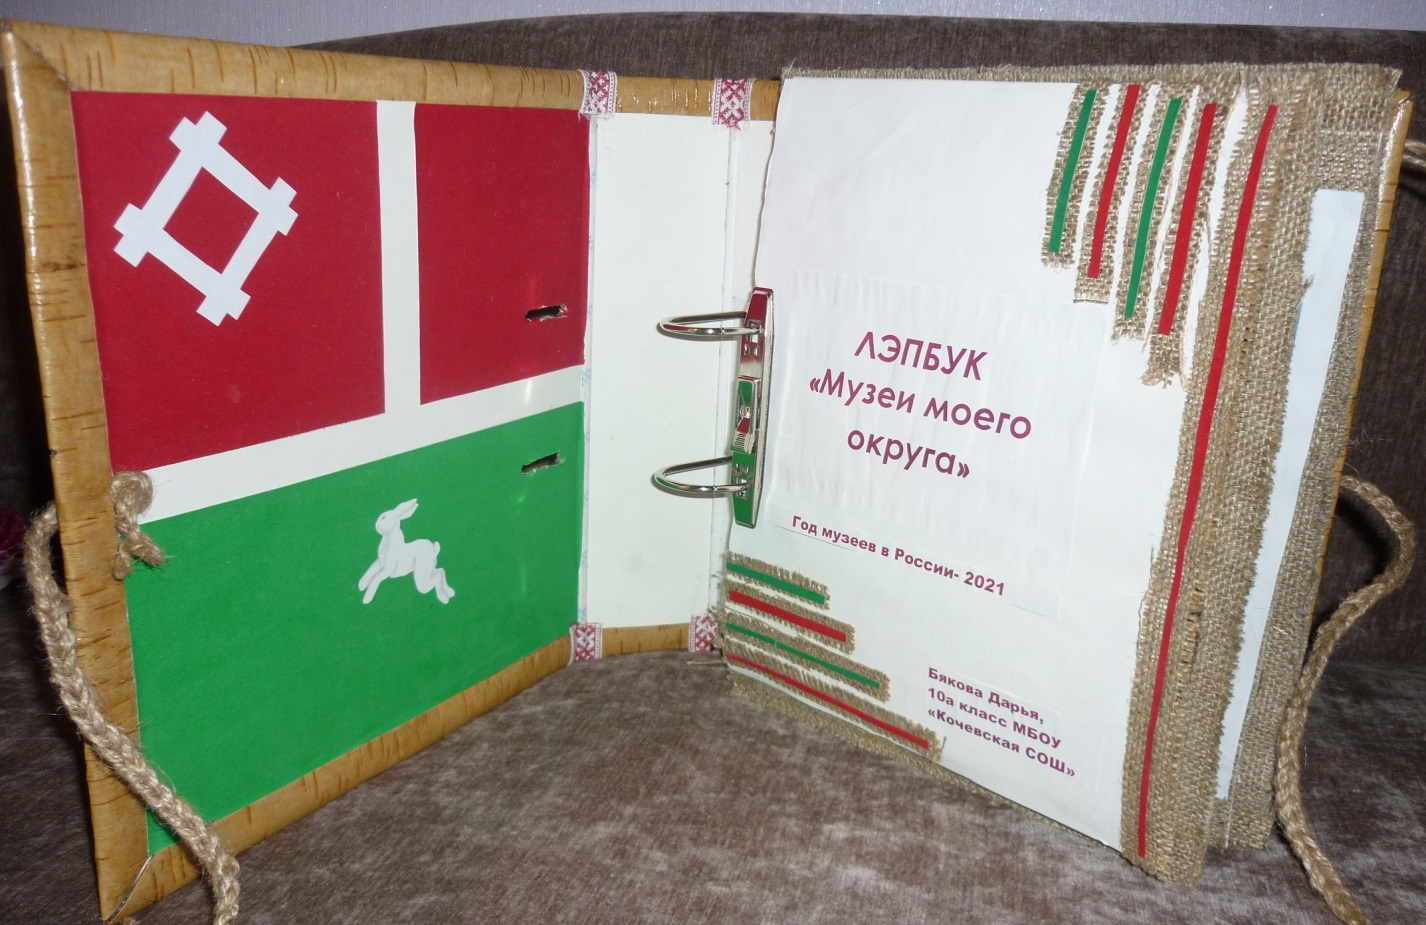 ЛЭПБУК
«Музеи моего
округа»
Год музеев в России- 2021
Бякова Дарья,
10а класс МБОУ
«Кочевская СОШ»